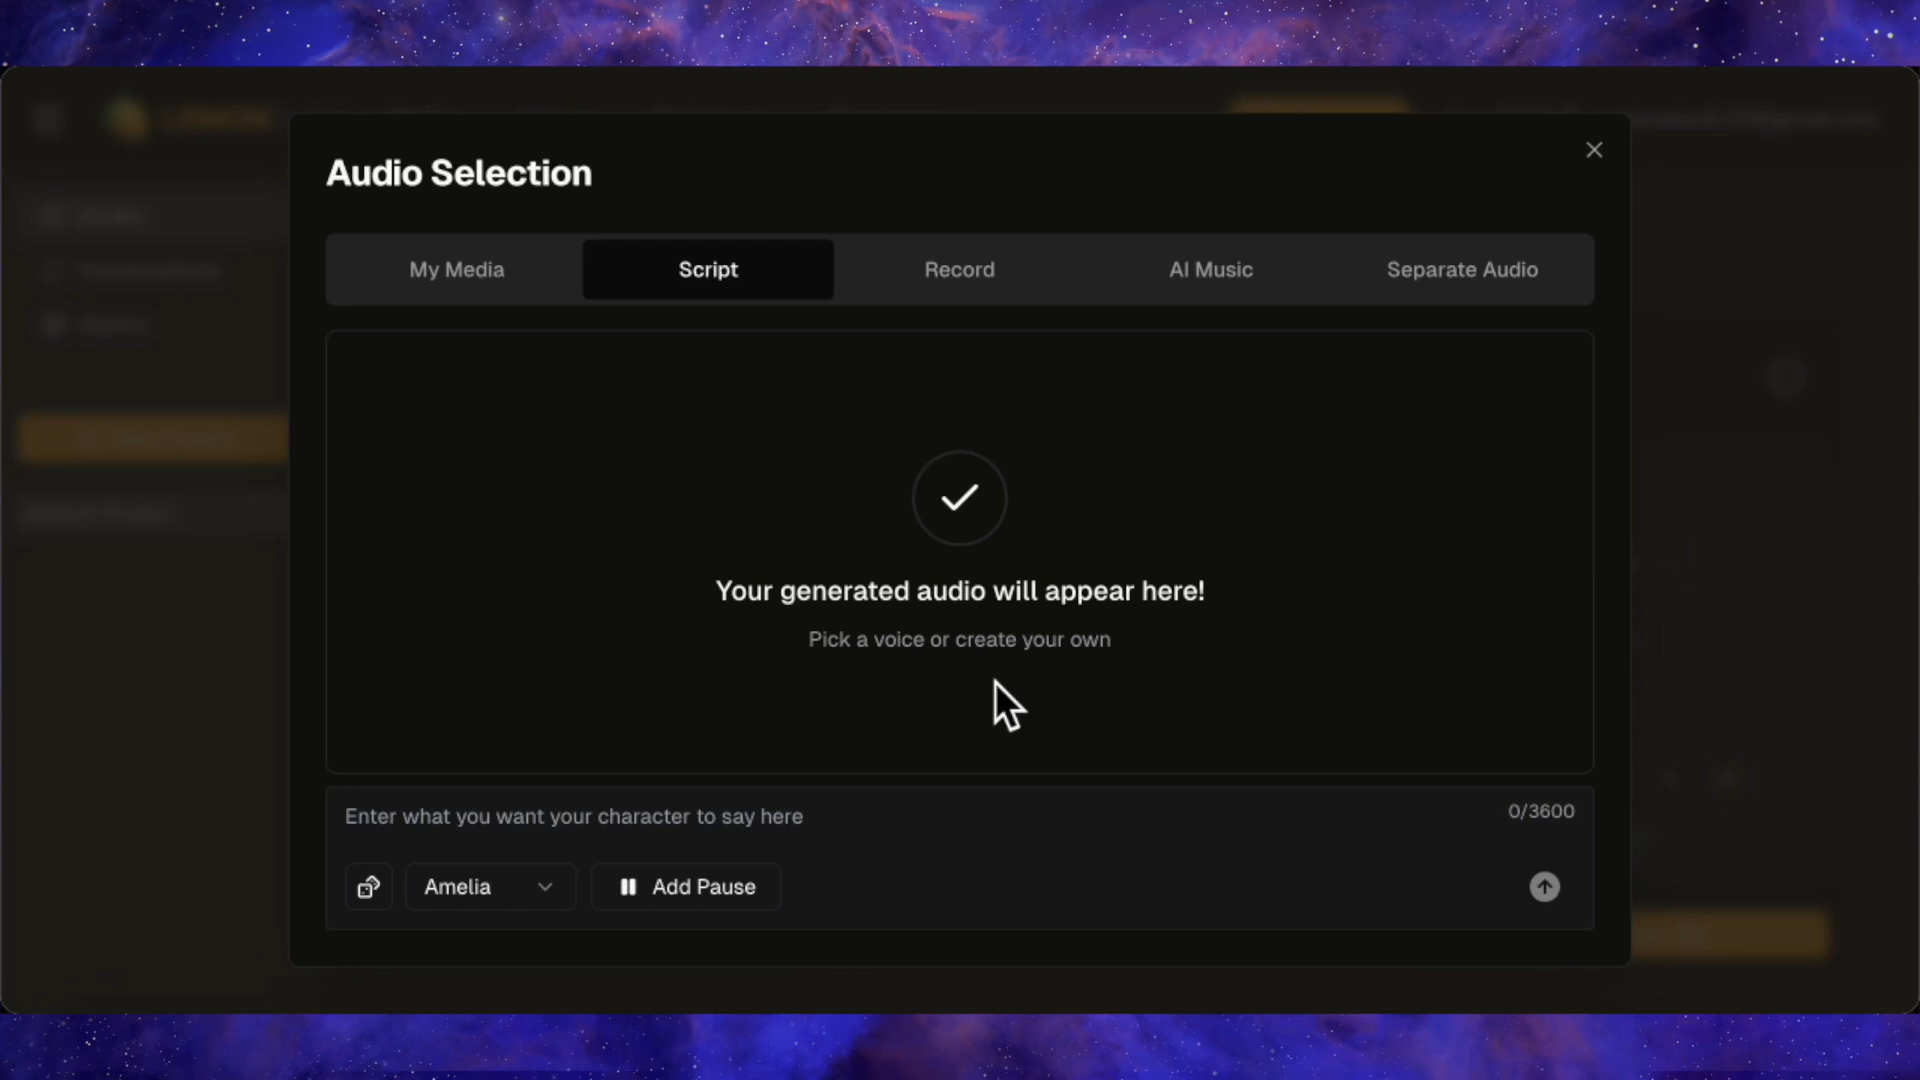 Audio Selection
My Media
Script
Record
AI Music
Separate Audio
Your generated audio will appear here!
Pick a voice or create your own
Enter what you want your character to say here
0/3600
Amelia
Add Pause